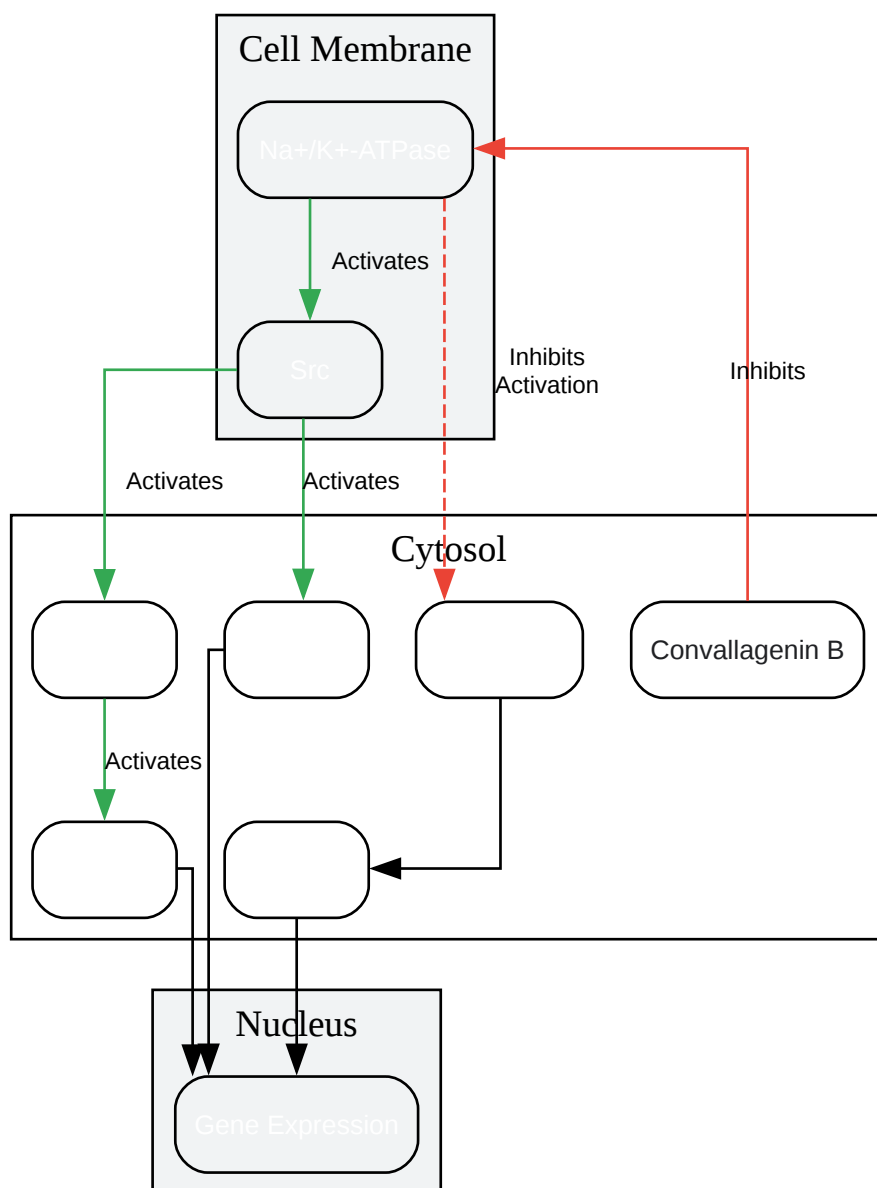 Cell Membrane
Na+/K+-ATPase
Activates
Src
Inhibits
Activation
Inhibits
Activates
Activates
Cytosol
Convallagenin B
Activates
Nucleus
Gene Expression